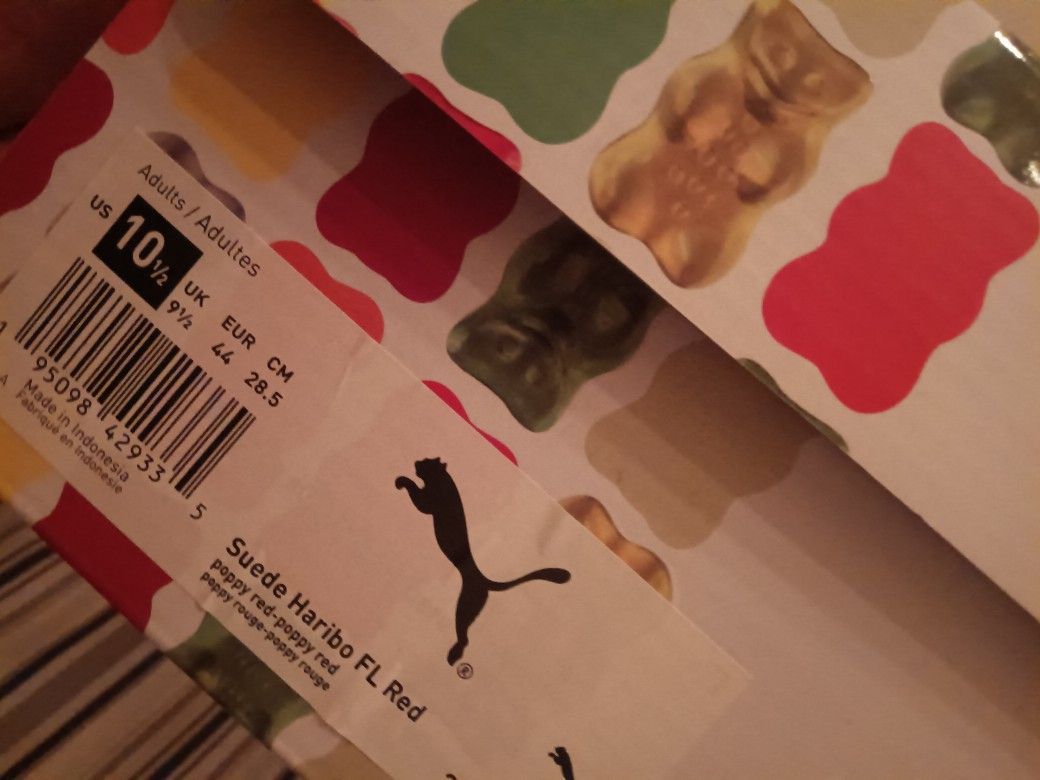 Adults / Adultes
US 10½ UK 9½ EUR 44 CM 28.5
95098 42933 5
Made in Indonesia
Fabriqué en Indonésie
Suede Haribo FL Red
poppy red-poppy red
poppy rouge-poppy rouge
®